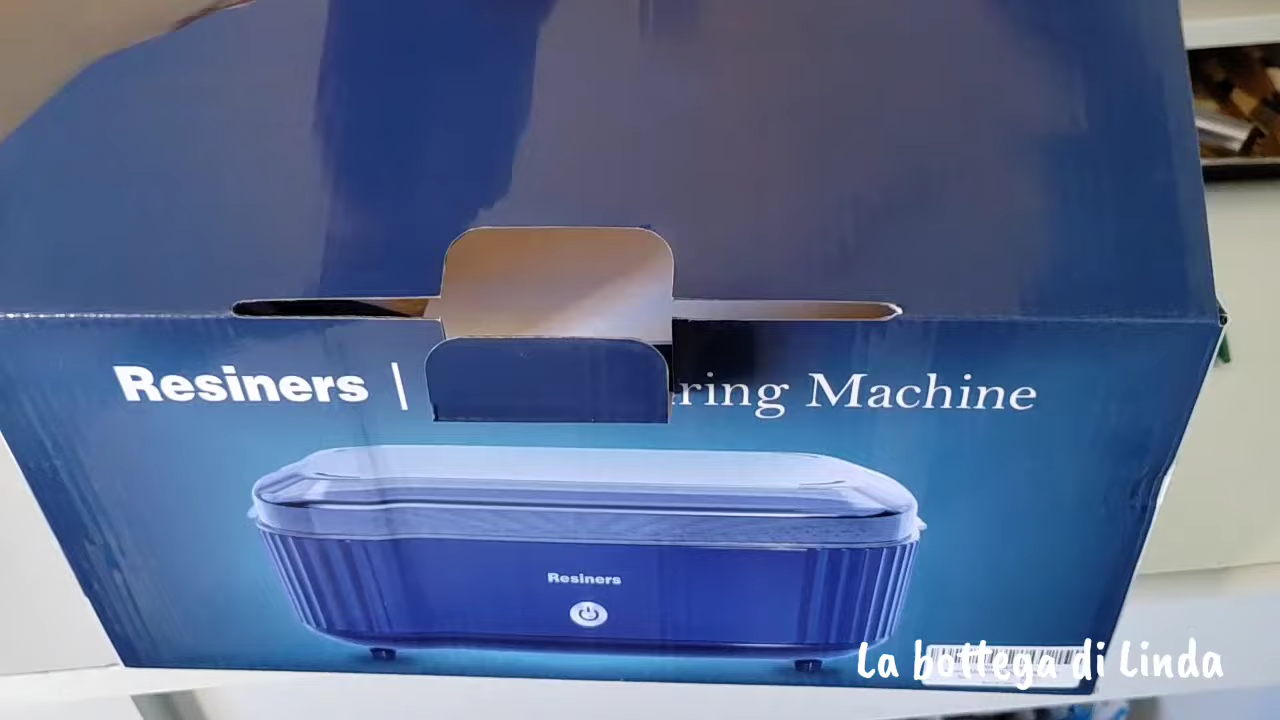 Resiners | ring Machine
Resiners
La bottega di Linda